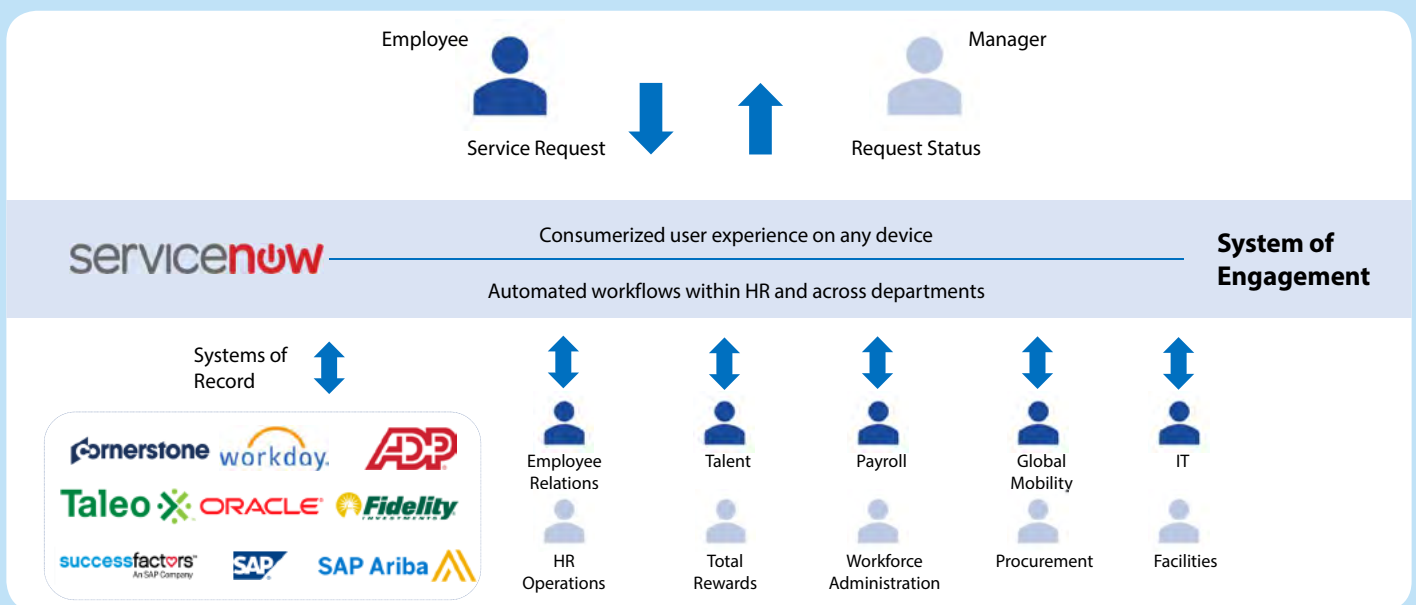 Employee
Manager
Service Request
Request Status
servicenow
Consumerized user experience on any device
Automated workflows within HR and across departments
System of
Engagement
Systems of
Record
cornerstone
workday.
ADP
Taleo
ORACLE
Fidelity
INVESTMENTS
successfactors™
An SAP Company
SAP
SAP Ariba
Employee
Relations
Talent
Payroll
Global
Mobility
IT
HR
Operations
Total
Rewards
Workforce
Administration
Procurement
Facilities